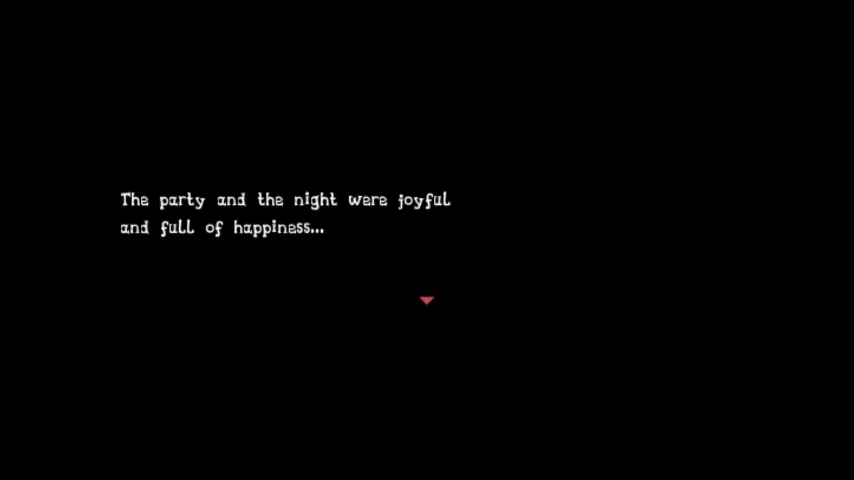 The party and the night were joyful
and full of happiness...